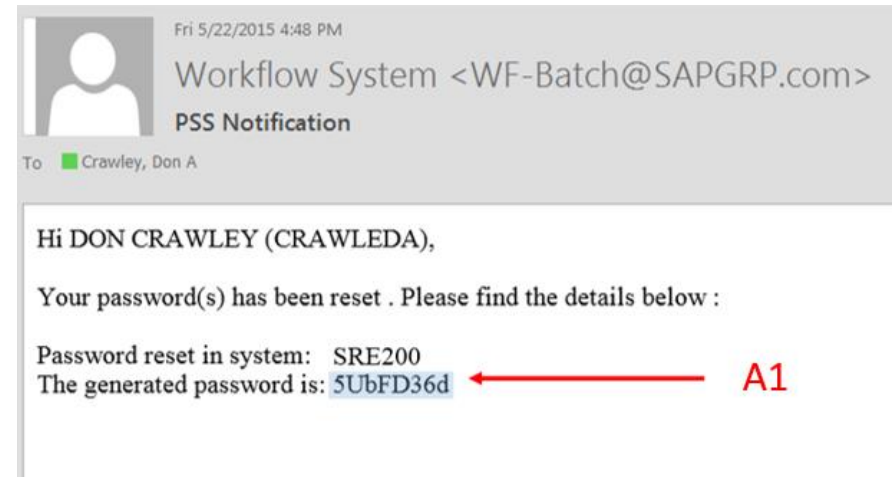 Fri 5/22/2015 4:48 PM
Workflow System <WF-Batch@SAPGRP.com>
PSS Notification
To Crawley, Don A
Hi DON CRAWLEY (CRAWLEDA),
Your password(s) has been reset . Please find the details below :
Password reset in system: SRE200
The generated password is: 5UbFD36d
A1